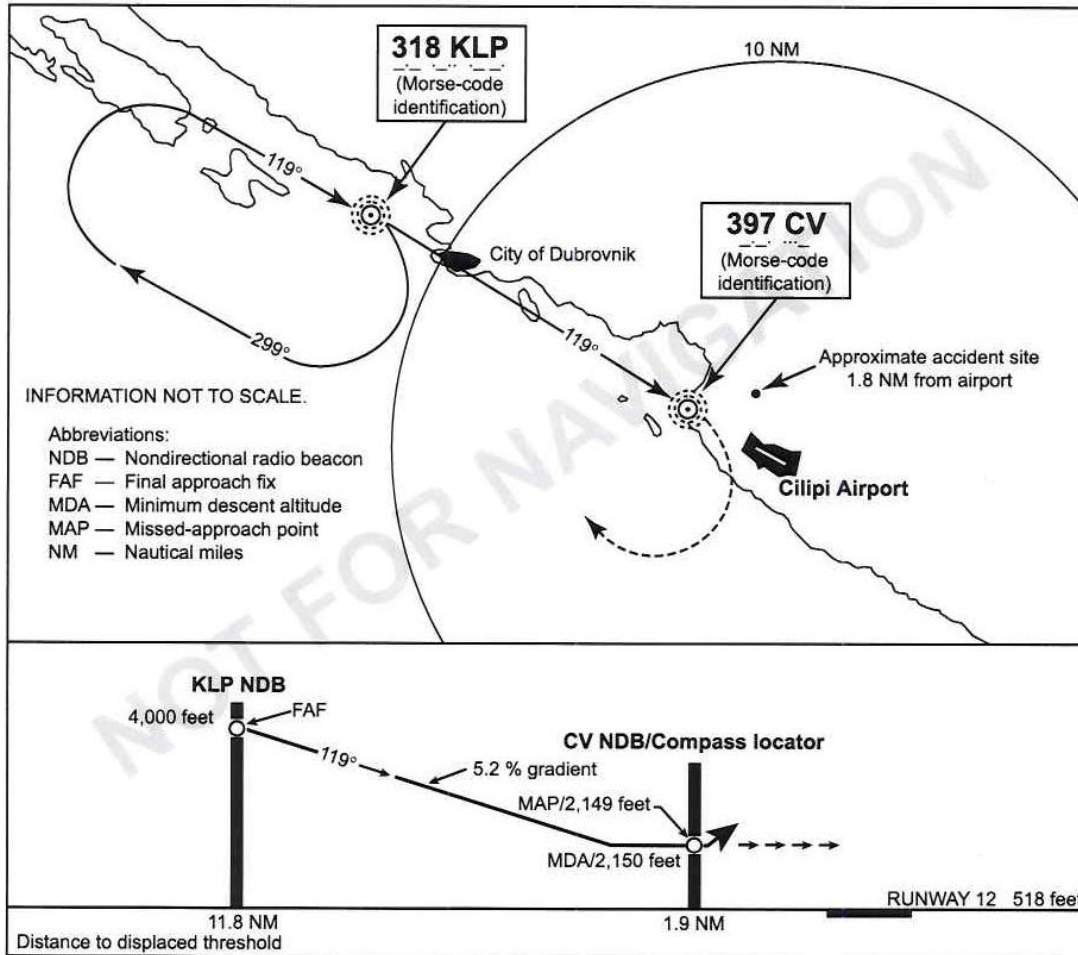 318 KLP
–·– ·–·· ·––·
(Morse-code
identification)
10 NM
119°
397 CV
–·–· ···–
(Morse-code
identification)
City of Dubrovnik
119°
299°
Approximate accident site
1.8 NM from airport
Cilipi Airport
INFORMATION NOT TO SCALE.
Abbreviations:
NDB — Nondirectional radio beacon
FAF — Final approach fix
MDA — Minimum descent altitude
MAP — Missed-approach point
NM — Nautical miles
NOT FOR NAVIGATION
KLP NDB
4,000 feet
FAF
119°
5.2 % gradient
CV NDB/Compass locator
MAP/2,149 feet
MDA/2,150 feet
RUNWAY 12 518 feet
11.8 NM
1.9 NM
Distance to displaced threshold